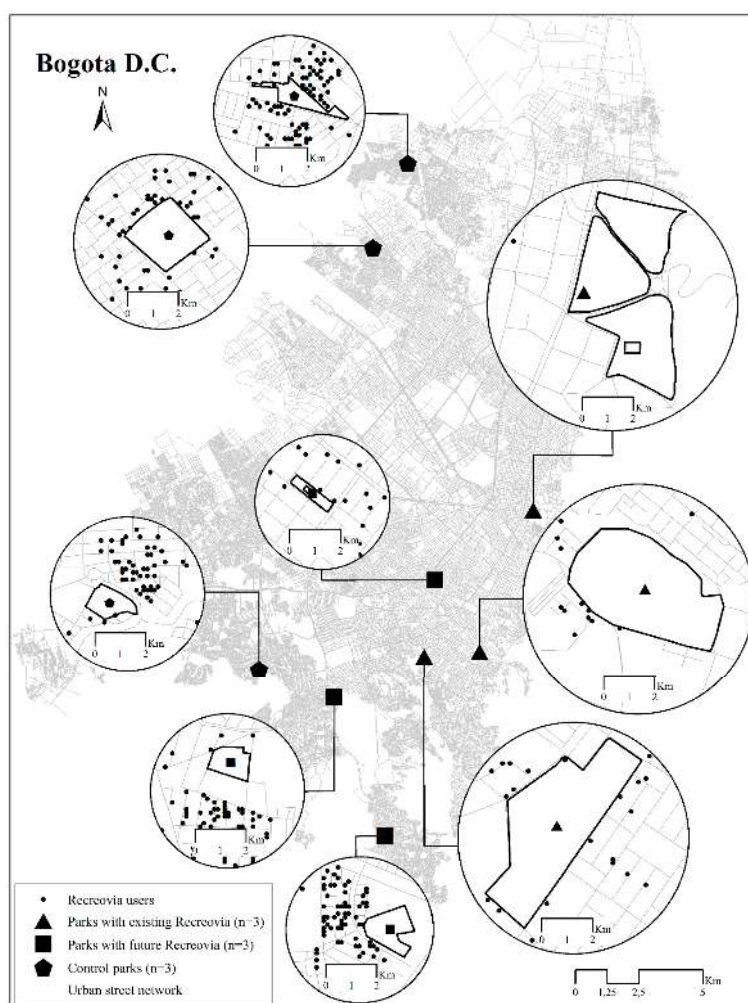 Bogota D.C.
N
Km
0 1 2
Km
0 1 2
Km
0 1 2
Km
0 1 2
Km
0 1 2
Km
0 1 2
Km
0 1 2
Km
0 1 2
Km
0 1 2
Recreovia users
Parks with existing Recreovia (n=3)
Parks with future Recreovia (n=3)
Control parks (n=3)
Urban street network
Km
0 1,25 2,5 5